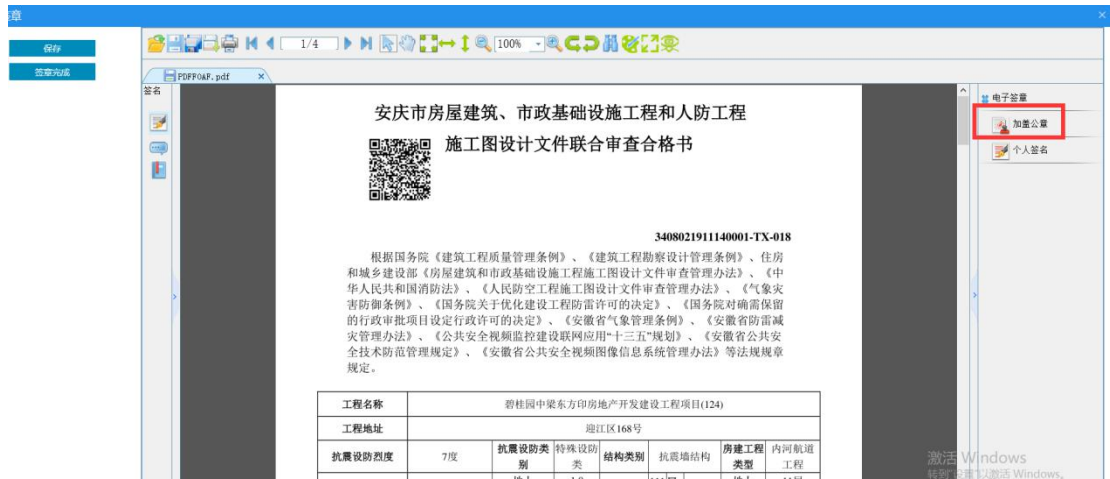 签章
×
保存
签章完成
1/4
100%
PDFFOAF.pdf ×
签名
安庆市房屋建筑、市政基础设施工程和人防工程
施工图设计文件联合审查合格书
3408021911140001-TX-018
根据国务院《建筑工程质量管理条例》、《建筑工程勘察设计管理条例》、住房
和城乡建设部《房屋建筑和市政基础设施工程施工图设计文件审查管理办法》、《中
华人民共和国消防法》、《人民防空工程施工图设计文件审查管理办法》、《气象灾
害防御条例》、《国务院关于优化建设工程防雷许可的决定》、《国务院对确需保留
的行政审批项目设定行政许可的决定》、《安徽省气象管理条例》、《安徽省防雷减
灾管理办法》、《公共安全视频监控建设联网应用"十三五"规划》、《安徽省公共安
全技术防范管理规定》、《安徽省公共安全视频图像信息系统管理办法》等法规规章
规定。
工程名称 碧桂园中梁东方印房地产开发建设工程项目(124)
工程地址 迎江区168号
抗震设防烈度 7度 抗震设防类别 特殊设防类 结构类别 抗震墙结构 房建工程类型 内河航道工程
电子签章
加盖公章
个人签名
激活 Windows
转到"设置"以激活 Windows。